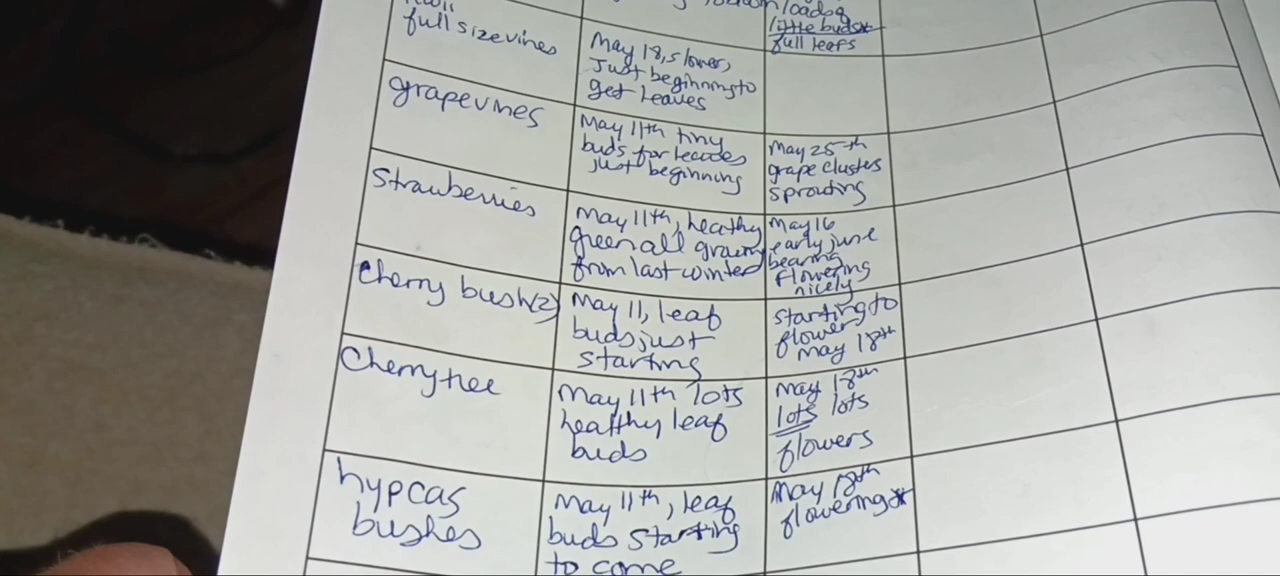 loads of
little buds
full leafs
full size vines
May 18, slower,
Just beginning to
get leaves
grapevines
May 11th tiny
buds for leaves
just beginning
May 25th
grape clusters
sprouting
Strawberries
May 11th, healthy
green all
from last winter
May 16
early june
bearing
flowering
nicely
Cherry bush(2)
May 11, leaf
buds just
starting
starting to
flower
May 18th
Cherry tree
May 11th lots
healthy leaf
buds
May 18th
lots lots
flowers
bushes
May 11th, leaf
buds starting
to come
May 18th
flowering*